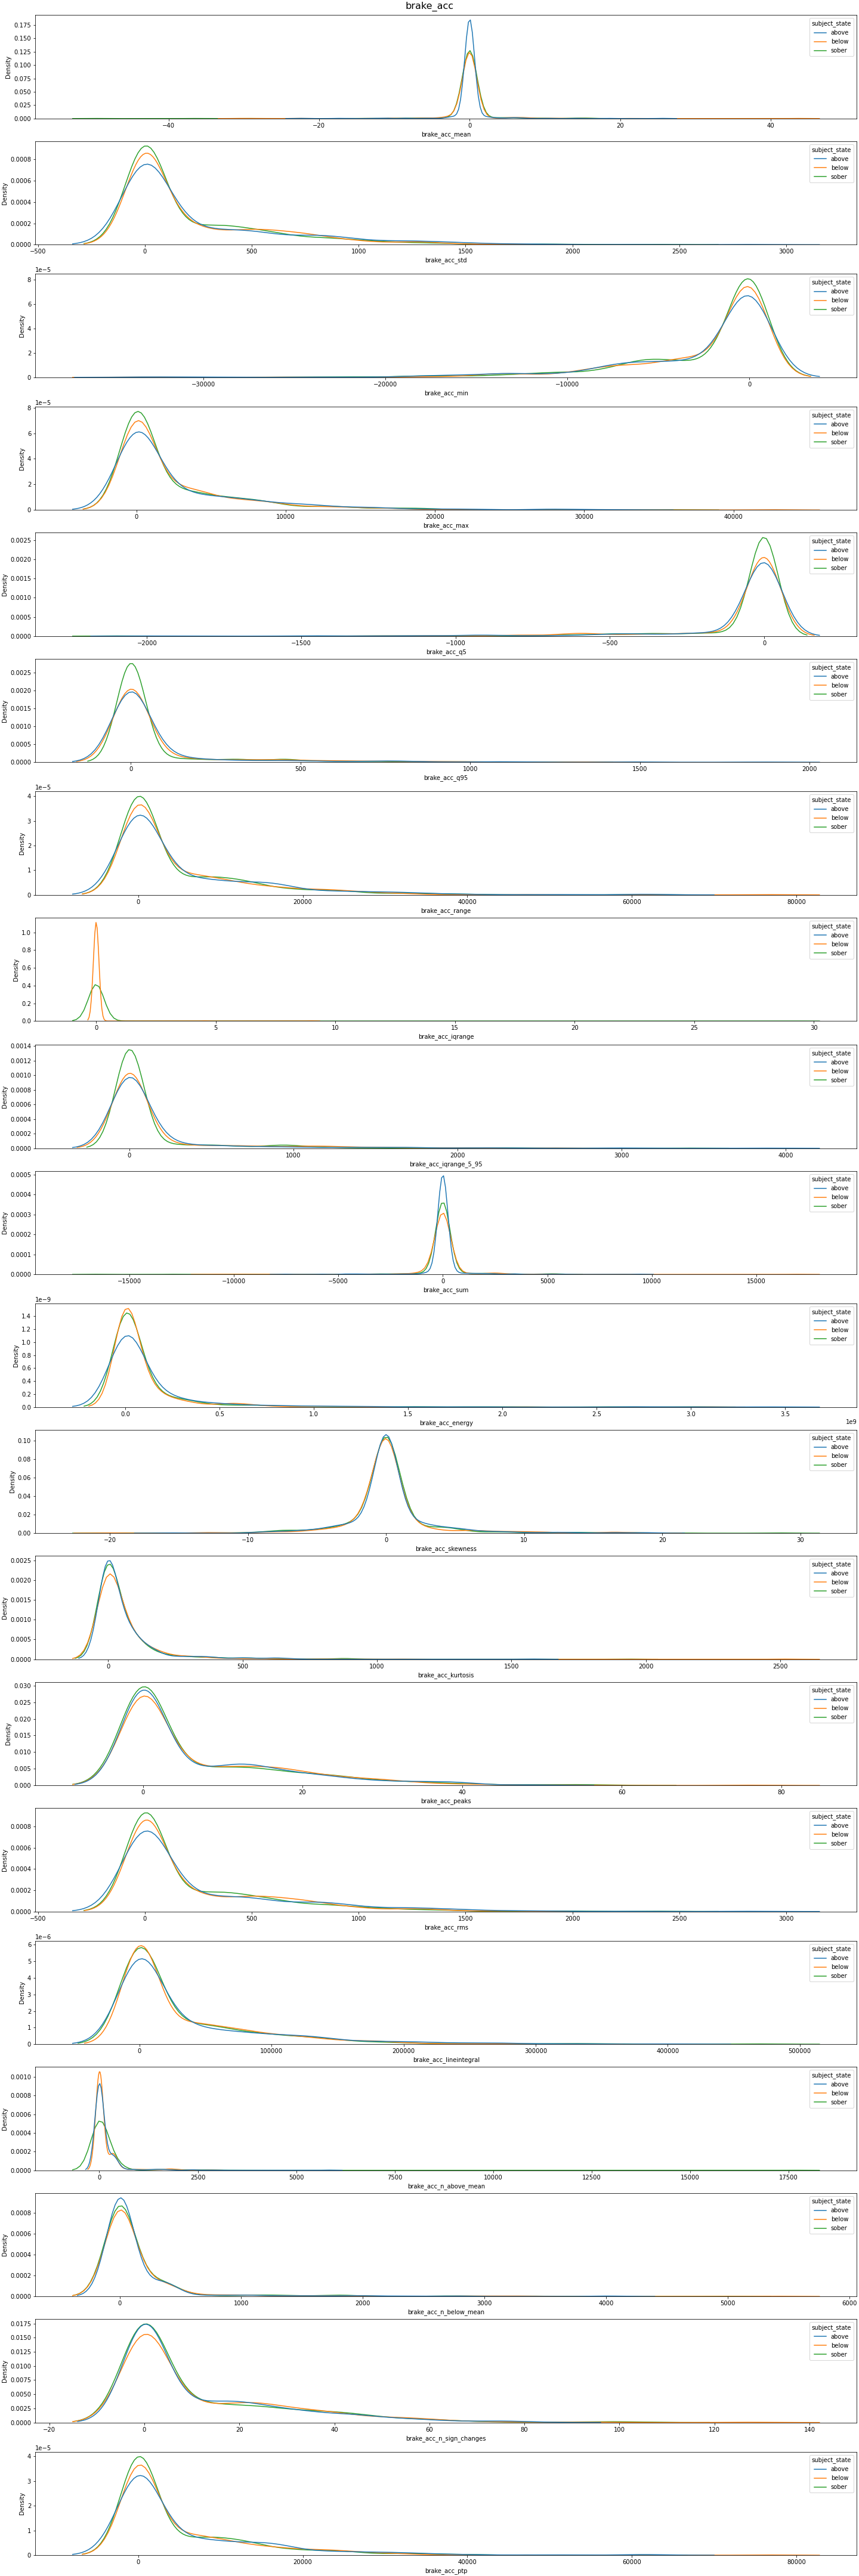 brake_acc
0.175
0.150
0.125
0.100
0.075
0.050
0.025
0.000
Density
subject_state
above
below
sober
−40 −20 0 20 40
brake_acc_mean
0.0008
0.0006
0.0004
0.0002
0.0000
Density
subject_state
above
below
sober
−500 0 500 1000 1500 2000 2500 3000
brake_acc_std
1e−5
8
6
4
2
0
Density
subject_state
above
below
sober
−30000 −20000 −10000 0
brake_acc_min
1e−5
8
6
4
2
0
Density
subject_state
above
below
sober
0 10000 20000 30000 40000
brake_acc_max
0.0025
0.0020
0.0015
0.0010
0.0005
0.0000
Density
subject_state
above
below
sober
−2000 −1500 −1000 −500 0
brake_acc_q5
0.0025
0.0020
0.0015
0.0010
0.0005
0.0000
Density
subject_state
above
below
sober
0 500 1000 1500 2000
brake_acc_q95
1e−5
4
3
2
1
0
Density
subject_state
above
below
sober
0 20000 40000 60000 80000
brake_acc_range
1.0
0.8
0.6
0.4
0.2
0.0
Density
subject_state
above
below
sober
0 5 10 15 20 25 30
brake_acc_iqrange
0.0014
0.0012
0.0010
0.0008
0.0006
0.0004
0.0002
0.0000
Density
subject_state
above
below
sober
0 1000 2000 3000 4000
brake_acc_iqrange_5_95
0.0005
0.0004
0.0003
0.0002
0.0001
0.0000
Density
subject_state
above
below
sober
−15000 −10000 −5000 0 5000 10000 15000
brake_acc_sum
1e−9
1.4
1.2
1.0
0.8
0.6
0.4
0.2
0.0
Density
subject_state
above
below
sober
0.0 0.5 1.0 1.5 2.0 2.5 3.0 3.5
1e9
brake_acc_energy
0.10
0.08
0.06
0.04
0.02
0.00
Density
subject_state
above
below
sober
−20 −10 0 10 20 30
brake_acc_skewness
0.0025
0.0020
0.0015
0.0010
0.0005
0.0000
Density
subject_state
above
below
sober
0 500 1000 1500 2000 2500
brake_acc_kurtosis
0.030
0.025
0.020
0.015
0.010
0.005
0.000
Density
subject_state
above
below
sober
0 20 40 60 80
brake_acc_peaks
0.0008
0.0006
0.0004
0.0002
0.0000
Density
subject_state
above
below
sober
−500 0 500 1000 1500 2000 2500 3000
brake_acc_rms
1e−6
6
5
4
3
2
1
0
Density
subject_state
above
below
sober
0 100000 200000 300000 400000 500000
brake_acc_lineintegral
0.0010
0.0008
0.0006
0.0004
0.0002
0.0000
Density
subject_state
above
below
sober
0 2500 5000 7500 10000 12500 15000 17500
brake_acc_n_above_mean
0.0008
0.0006
0.0004
0.0002
0.0000
Density
subject_state
above
below
sober
0 1000 2000 3000 4000 5000 6000
brake_acc_n_below_mean
0.0175
0.0150
0.0125
0.0100
0.0075
0.0050
0.0025
0.0000
Density
subject_state
above
below
sober
−20 0 20 40 60 80 100 120 140
brake_acc_n_sign_changes
1e−5
4
3
2
1
0
Density
subject_state
above
below
sober
0 20000 40000 60000 80000
brake_acc_ptp